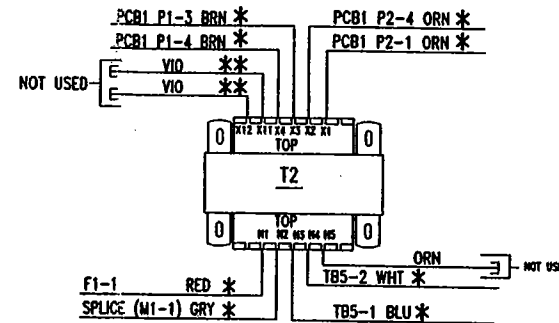 PCB1 P1-3 BRN * PCB1 P2-4 ORN *
PCB1 P1-4 BRN * PCB1 P2-1 ORN *
VIO **
NOT USED
VIO **
X12 X11 X4 X3 X2 X1
TOP
T2
TOP
H1 H2 H3 H4 H5
ORN
NOT USE
F1-1 RED * TB5-2 WHT *
SPLICE (M1-1) GRY * TB5-1 BLU *